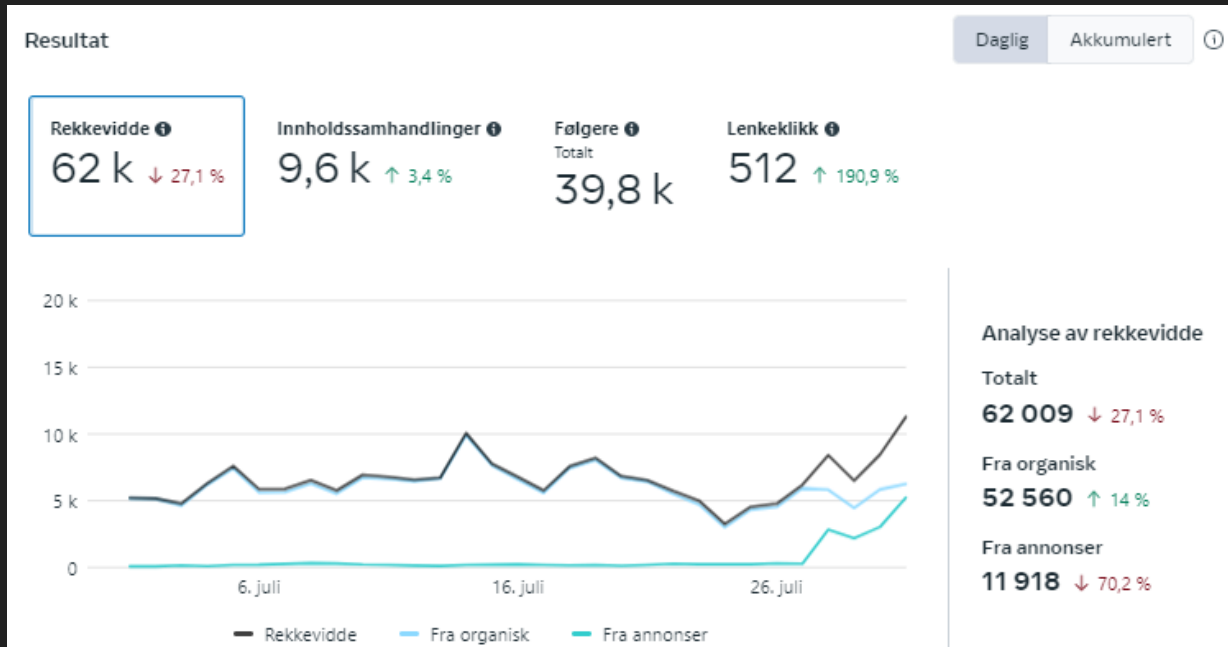 Resultat
Daglig
Akkumulert
Rekkevidde
62 k ↓ 27,1 %
Innholdssamhandlinger
9,6 k ↑ 3,4 %
Følgere
Totalt
39,8 k
Lenkeklikk
512 ↑ 190,9 %
20 k
15 k
10 k
5 k
0
6. juli
16. juli
26. juli
Rekkevidde
Fra organisk
Fra annonser
Analyse av rekkevidde
Totalt
62 009 ↓ 27,1 %
Fra organisk
52 560 ↑ 14 %
Fra annonser
11 918 ↓ 70,2 %